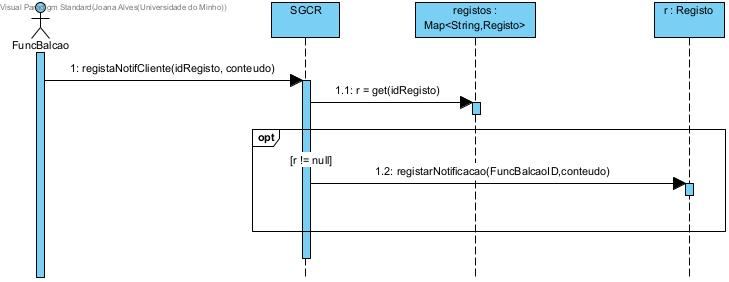 Visual Paradigm Standard(Joana Alves(Universidade do Minho))
FuncBalcao
SGCR
registos :
Map<String,Registo>
r : Registo
1: registaNotifCliente(idRegisto, conteudo)
1.1: r = get(idRegisto)
opt
[r != null]
1.2: registarNotificacao(FuncBalcaoID,conteudo)